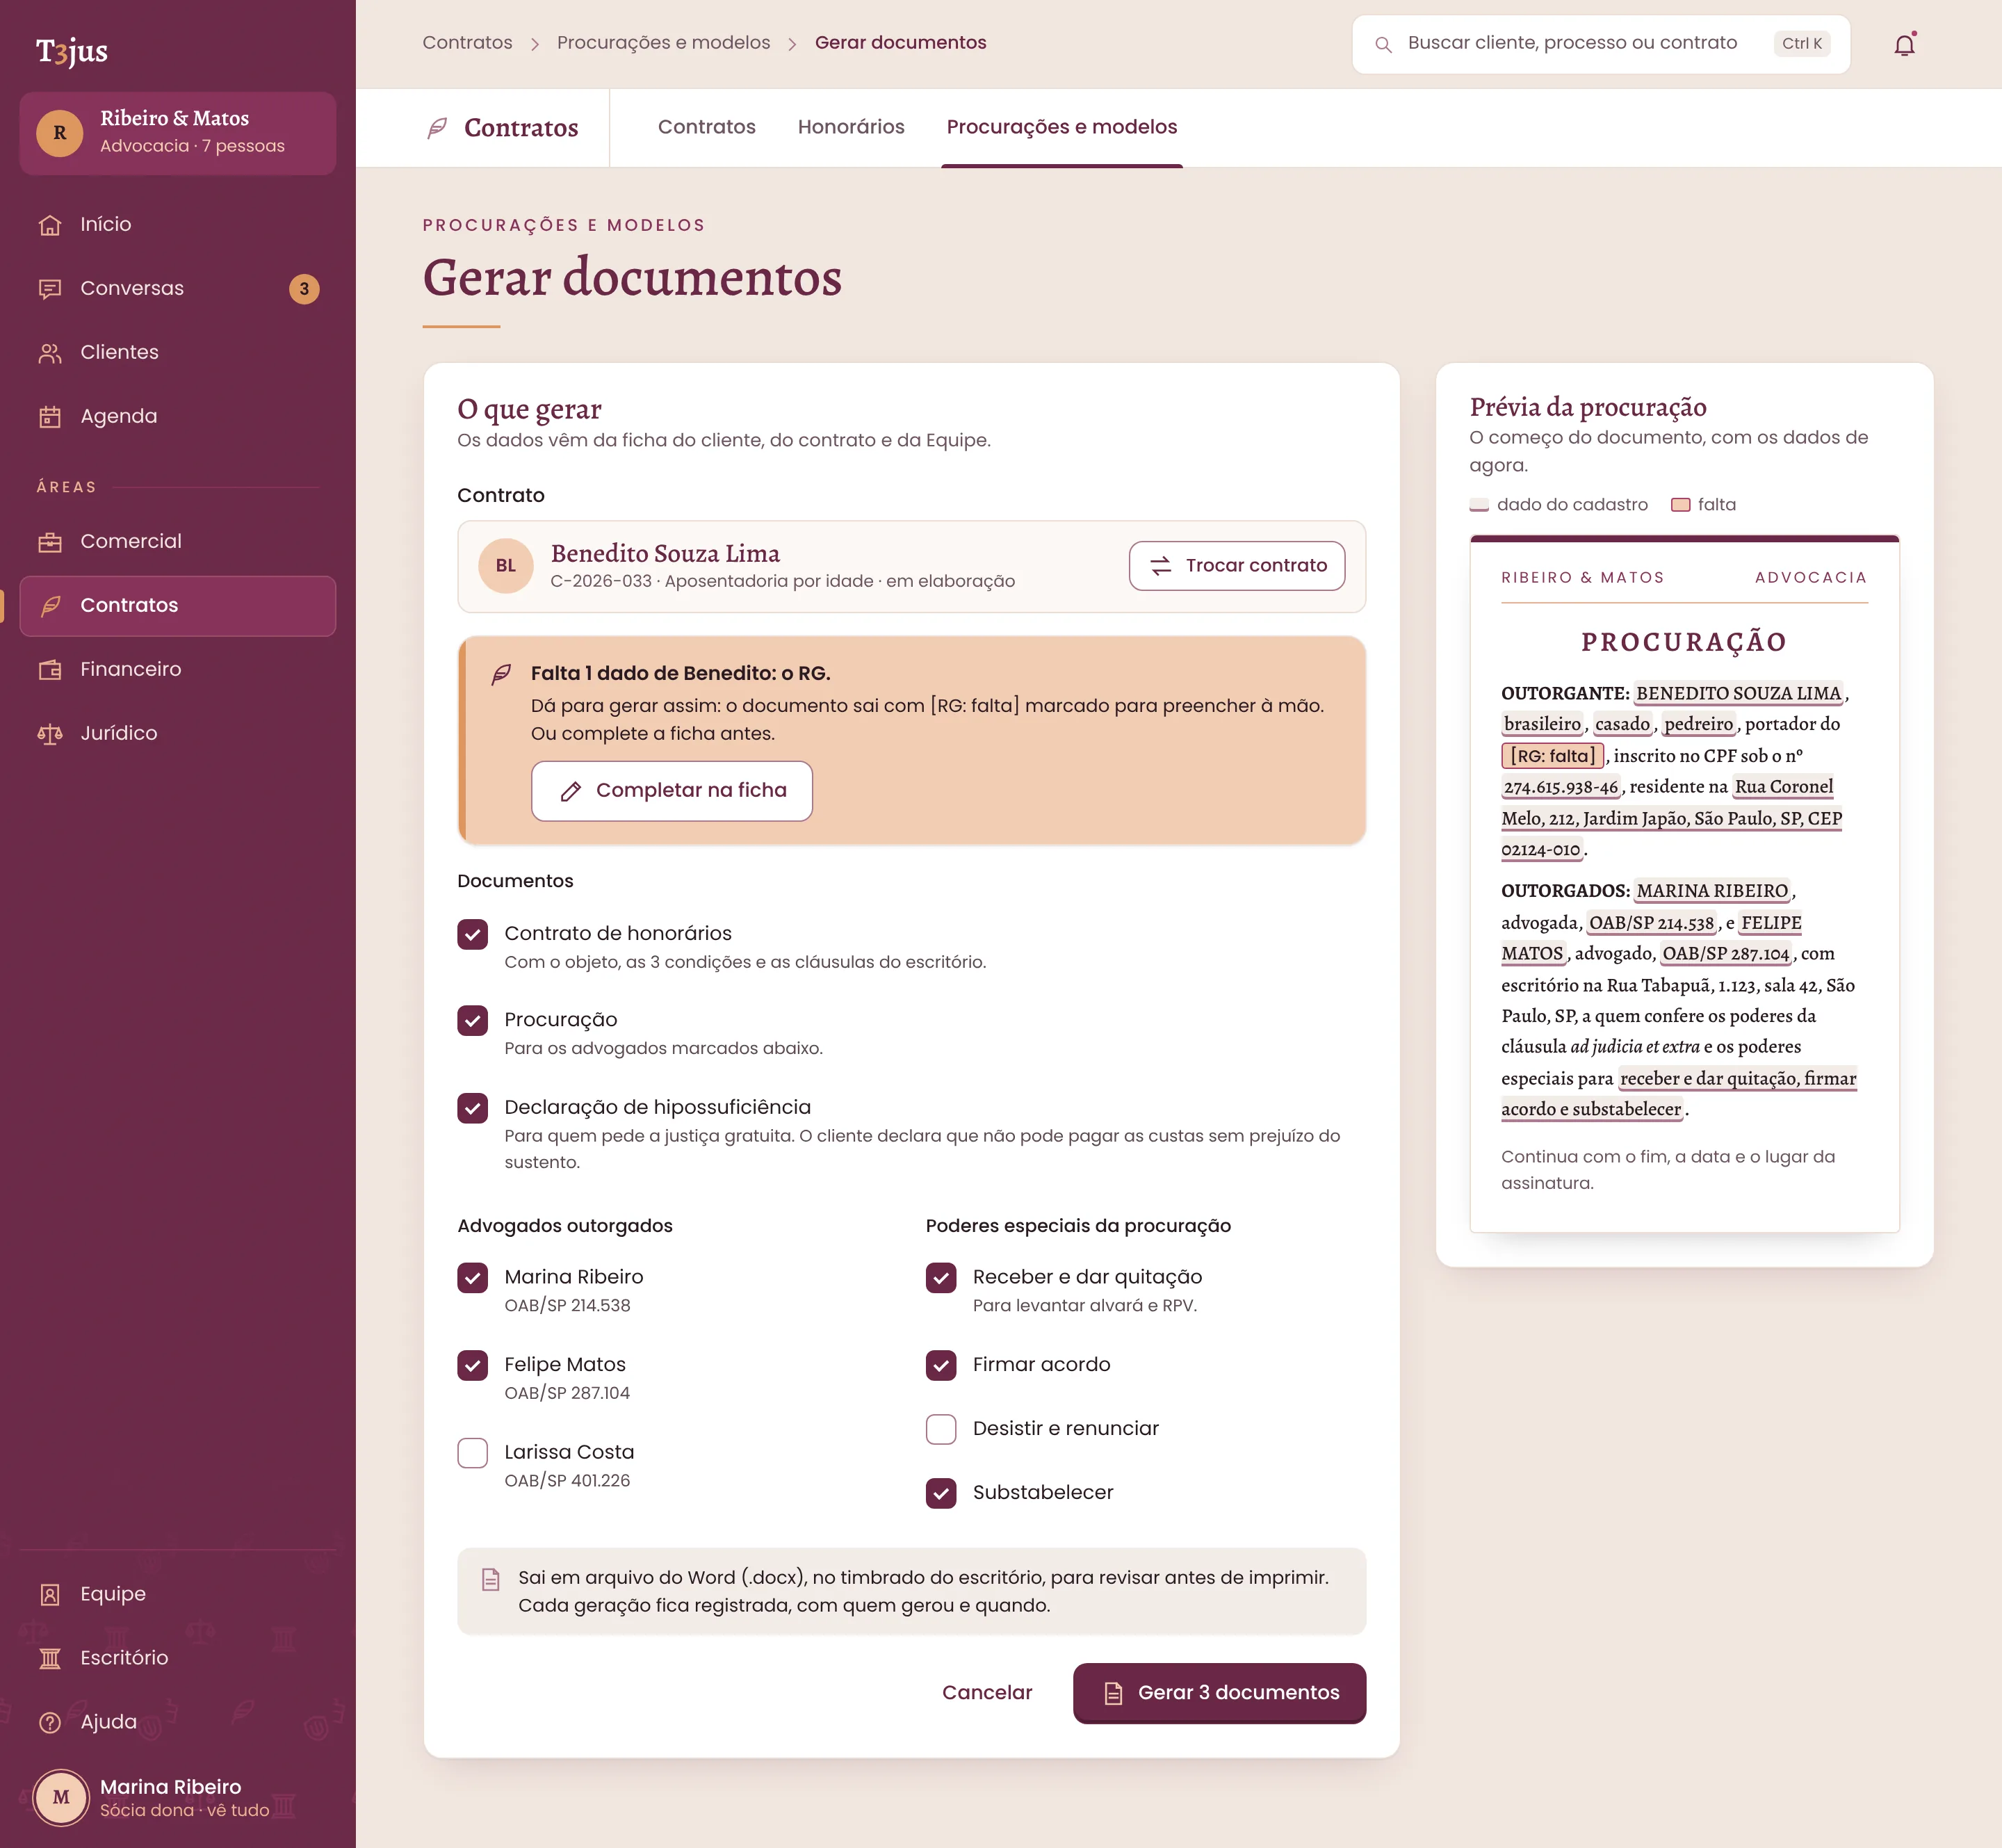 T3jus
R
Ribeiro & Matos
Advocacia · 7 pessoas
Início
Conversas
3
Clientes
Agenda
ÁREAS
Comercial
Contratos
Financeiro
Jurídico
Equipe
Escritório
Ajuda
M
Marina Ribeiro
Sócia dona · vê tudo
Contratos
Procurações e modelos
Gerar documentos
Buscar cliente, processo ou contrato
Ctrl K
Contratos
Contratos
Honorários
Procurações e modelos
PROCURAÇÕES E MODELOS
Gerar documentos
O que gerar
Os dados vêm da ficha do cliente, do contrato e da Equipe.
Contrato
BL
Benedito Souza Lima
C-2026-033 · Aposentadoria por idade · em elaboração
Trocar contrato
Falta 1 dado de Benedito: o RG.
Dá para gerar assim: o documento sai com [RG: falta] marcado para preencher à mão.
Ou complete a ficha antes.
Completar na ficha
Documentos
Contrato de honorários
Com o objeto, as 3 condições e as cláusulas do escritório.
Procuração
Para os advogados marcados abaixo.
Declaração de hipossuficiência
Para quem pede a justiça gratuita. O cliente declara que não pode pagar as custas sem prejuízo do
sustento.
Advogados outorgados
Marina Ribeiro
OAB/SP 214.538
Felipe Matos
OAB/SP 287.104
Larissa Costa
OAB/SP 401.226
Poderes especiais da procuração
Receber e dar quitação
Para levantar alvará e RPV.
Firmar acordo
Desistir e renunciar
Substabelecer
Sai em arquivo do Word (.docx), no timbrado do escritório, para revisar antes de imprimir.
Cada geração fica registrada, com quem gerou e quando.
Cancelar
Gerar 3 documentos
Prévia da procuração
O começo do documento, com os dados de
agora.
dado do cadastro
falta
RIBEIRO & MATOS
ADVOCACIA
PROCURAÇÃO
OUTORGANTE: BENEDITO SOUZA LIMA,
brasileiro, casado, pedreiro, portador do
[RG: falta], inscrito no CPF sob o nº
274.615.938-46, residente na Rua Coronel
Melo, 212, Jardim Japão, São Paulo, SP, CEP
02124-010.
OUTORGADOS: MARINA RIBEIRO,
advogada, OAB/SP 214.538, e FELIPE
MATOS, advogado, OAB/SP 287.104, com
escritório na Rua Tabapuã, 1.123, sala 42, São
Paulo, SP, a quem confere os poderes da
cláusula ad judicia et extra e os poderes
especiais para receber e dar quitação, firmar
acordo e substabelecer.
Continua com o fim, a data e o lugar da
assinatura.